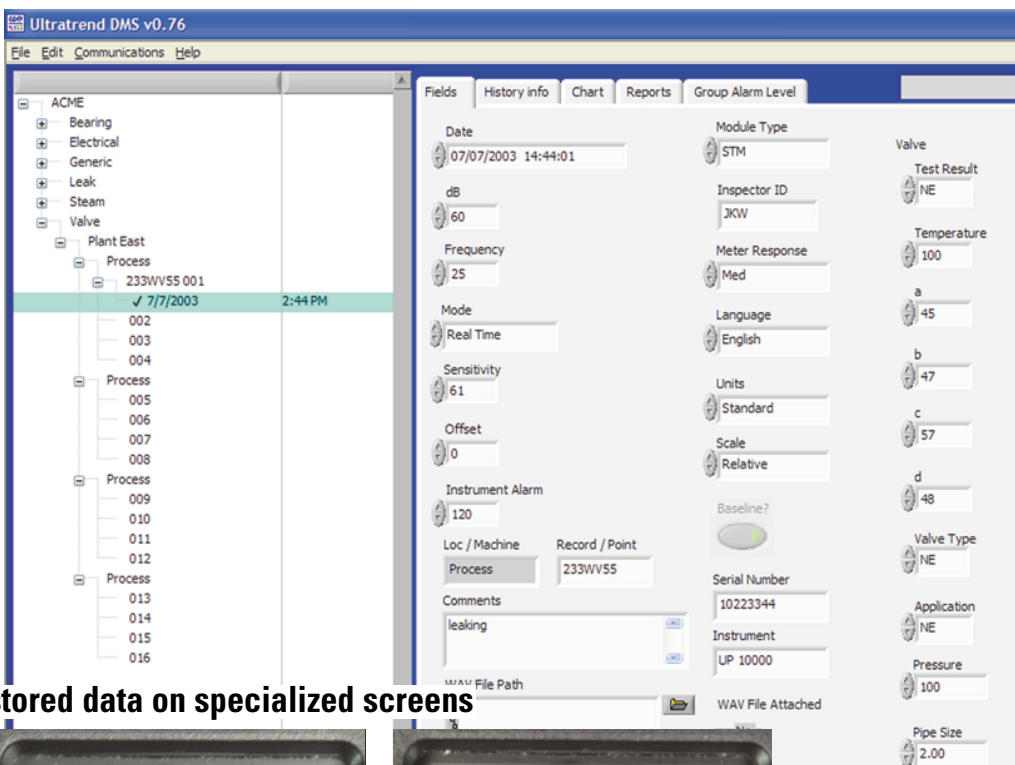 Ultratrend DMS v0.76
File Edit Communications Help
ACME
Bearing
Electrical
Generic
Leak
Steam
Valve
Plant East
Process
233WV55 001
✓ 7/7/2003 2:44 PM
002
003
004
Process
005
006
007
008
Process
009
010
011
012
Process
013
014
015
016
Fields History info Chart Reports Group Alarm Level
Date
07/07/2003 14:44:01
dB
60
Frequency
25
Mode
Real Time
Sensitivity
61
Offset
0
Instrument Alarm
120
Loc / Machine Record / Point
Process 233WV55
Comments
leaking
WAV File Path
Module Type
STM
Inspector ID
JKW
Meter Response
Med
Language
English
Units
Standard
Scale
Relative
Baseline?
Serial Number
10223344
Instrument
UP 10000
WAV File Attached
Valve
Test Result
NE
Temperature
100
a
45
b
47
c
57
d
48
Valve Type
NE
Application
NE
Pressure
100
Pipe Size
2.00
tored data on specialized screens